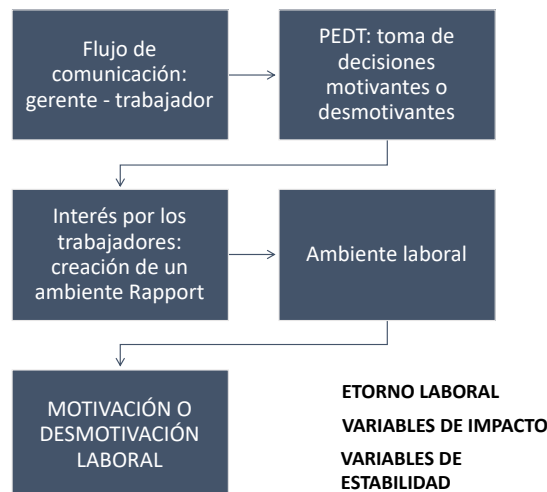 Flujo de
comunicación:
gerente - trabajador
PEDT: toma de
decisiones
motivantes o
desmotivantes
Interés por los
trabajadores:
creación de un
ambiente Rapport
Ambiente laboral
MOTIVACIÓN O
DESMOTIVACIÓN
LABORAL
ETORNO LABORAL
VARIABLES DE IMPACTO
VARIABLES DE
ESTABILIDAD